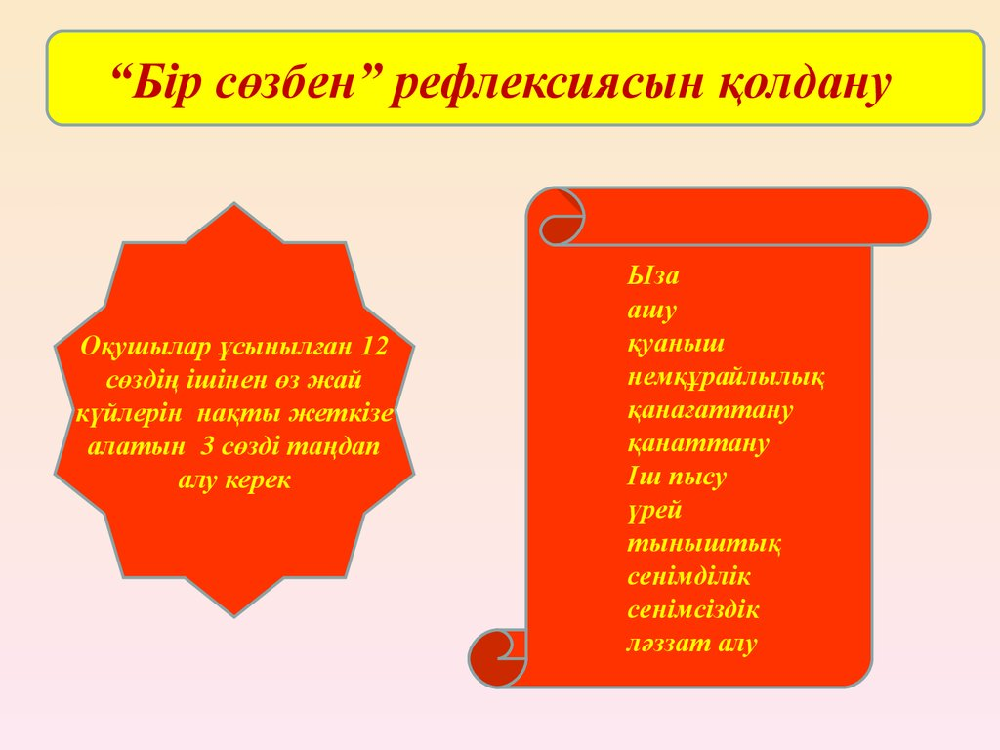 “Бір сөзбен” рефлексиясын қолдану
Оқушылар ұсынылған 12
сөздің ішінен өз жай
күйлерін нақты жеткізе
алатын 3 сөзді таңдап
алу керек
Ыза
ашу
қуаныш
немқұрайлылық
қанағаттану
қанаттану
Іш пысу
үрей
тыныштық
сенімділік
сенімсіздік
ләззат алу